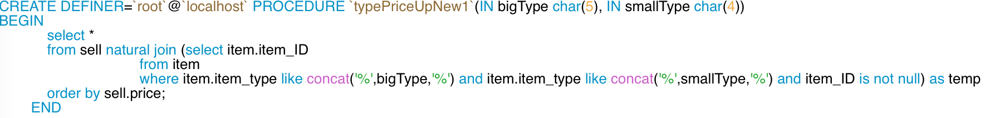 CREATE DEFINER=`root`@`localhost` PROCEDURE `typePriceUpNew1`(IN bigType char(5), IN smallType char(4))
BEGIN
select *
from sell natural join (select item.item_ID
from item
where item.item_type like concat('%',bigType,'%') and item.item_type like concat('%',smallType,'%') and item_ID is not null) as temp
order by sell.price;
END